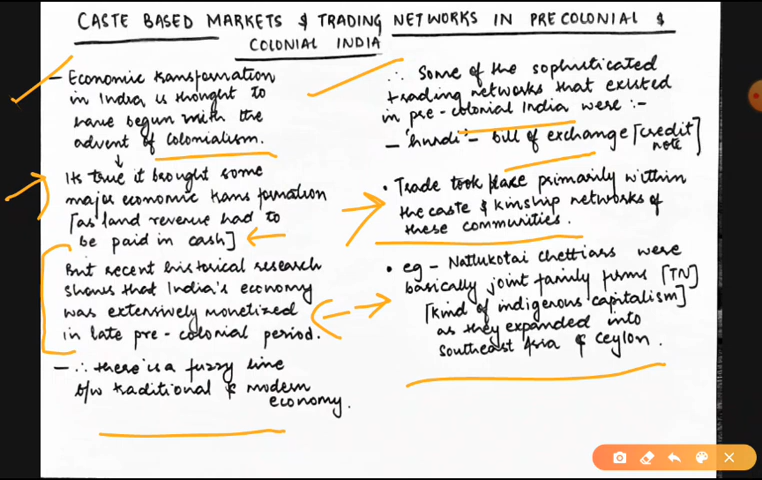 CASTE BASED MARKETS & TRADING NETWORKS IN PRECOLONIAL &
COLONIAL INDIA
- Economic transformation
in India is thought to
have begun with the
advent of Colonialism.
↓
Its true it brought some
major economic transformation
[as land revenue had to
be paid in cash]
But recent historical research
shows that India's economy
was extensively monetized
in late pre-colonial period.
- ∴ there is a fuzzy line
b/w traditional & modern
economy.
∴ Some of the sophisticated
trading networks that existed
in pre-colonial India were :-
- 'hundi' - bill of exchange [credit
note]
• Trade took place primarily within
the caste & kinship networks of
these communities.
• eg - Nattukotai chettiars were
basically joint family firms [TN]
[kind of indigenous capitalism]
as they expanded into
Southeast Asia & Ceylon.